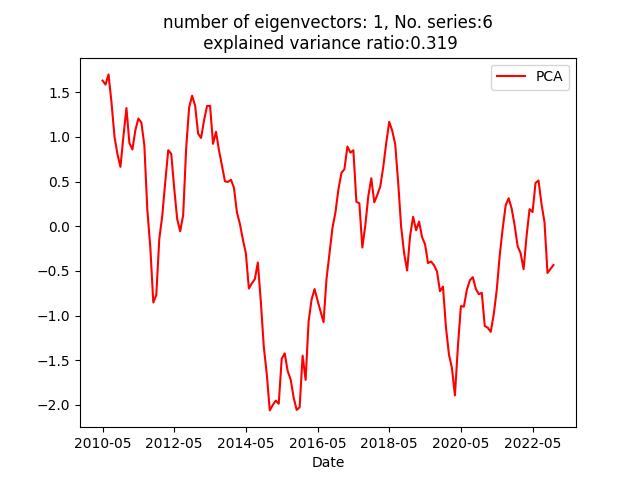 number of eigenvectors: 1, No. series:6
explained variance ratio:0.319
PCA
1.5
1.0
0.5
0.0
−0.5
−1.0
−1.5
−2.0
2010-05 2012-05 2014-05 2016-05 2018-05 2020-05 2022-05
Date